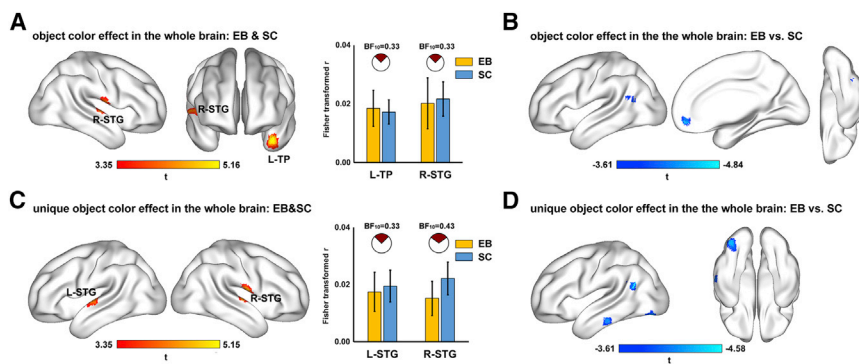 A
object color effect in the whole brain: EB & SC
R-STG
R-STG
L-TP
3.35
5.16
t
BF10=0.33
BF10=0.33
EB
SC
Fisher transformed r
0.04
0.02
0.00
L-TP
R-STG
B
object color effect in the the whole brain: EB vs. SC
-3.61
-4.84
t
C
unique object color effect in the whole brain: EB&SC
L-STG
R-STG
3.35
5.15
t
BF10=0.33
BF10=0.43
EB
SC
Fisher transformed r
0.04
0.02
0.00
L-STG
R-STG
D
unique object color effect in the the whole brain: EB vs. SC
-3.61
-4.58
t